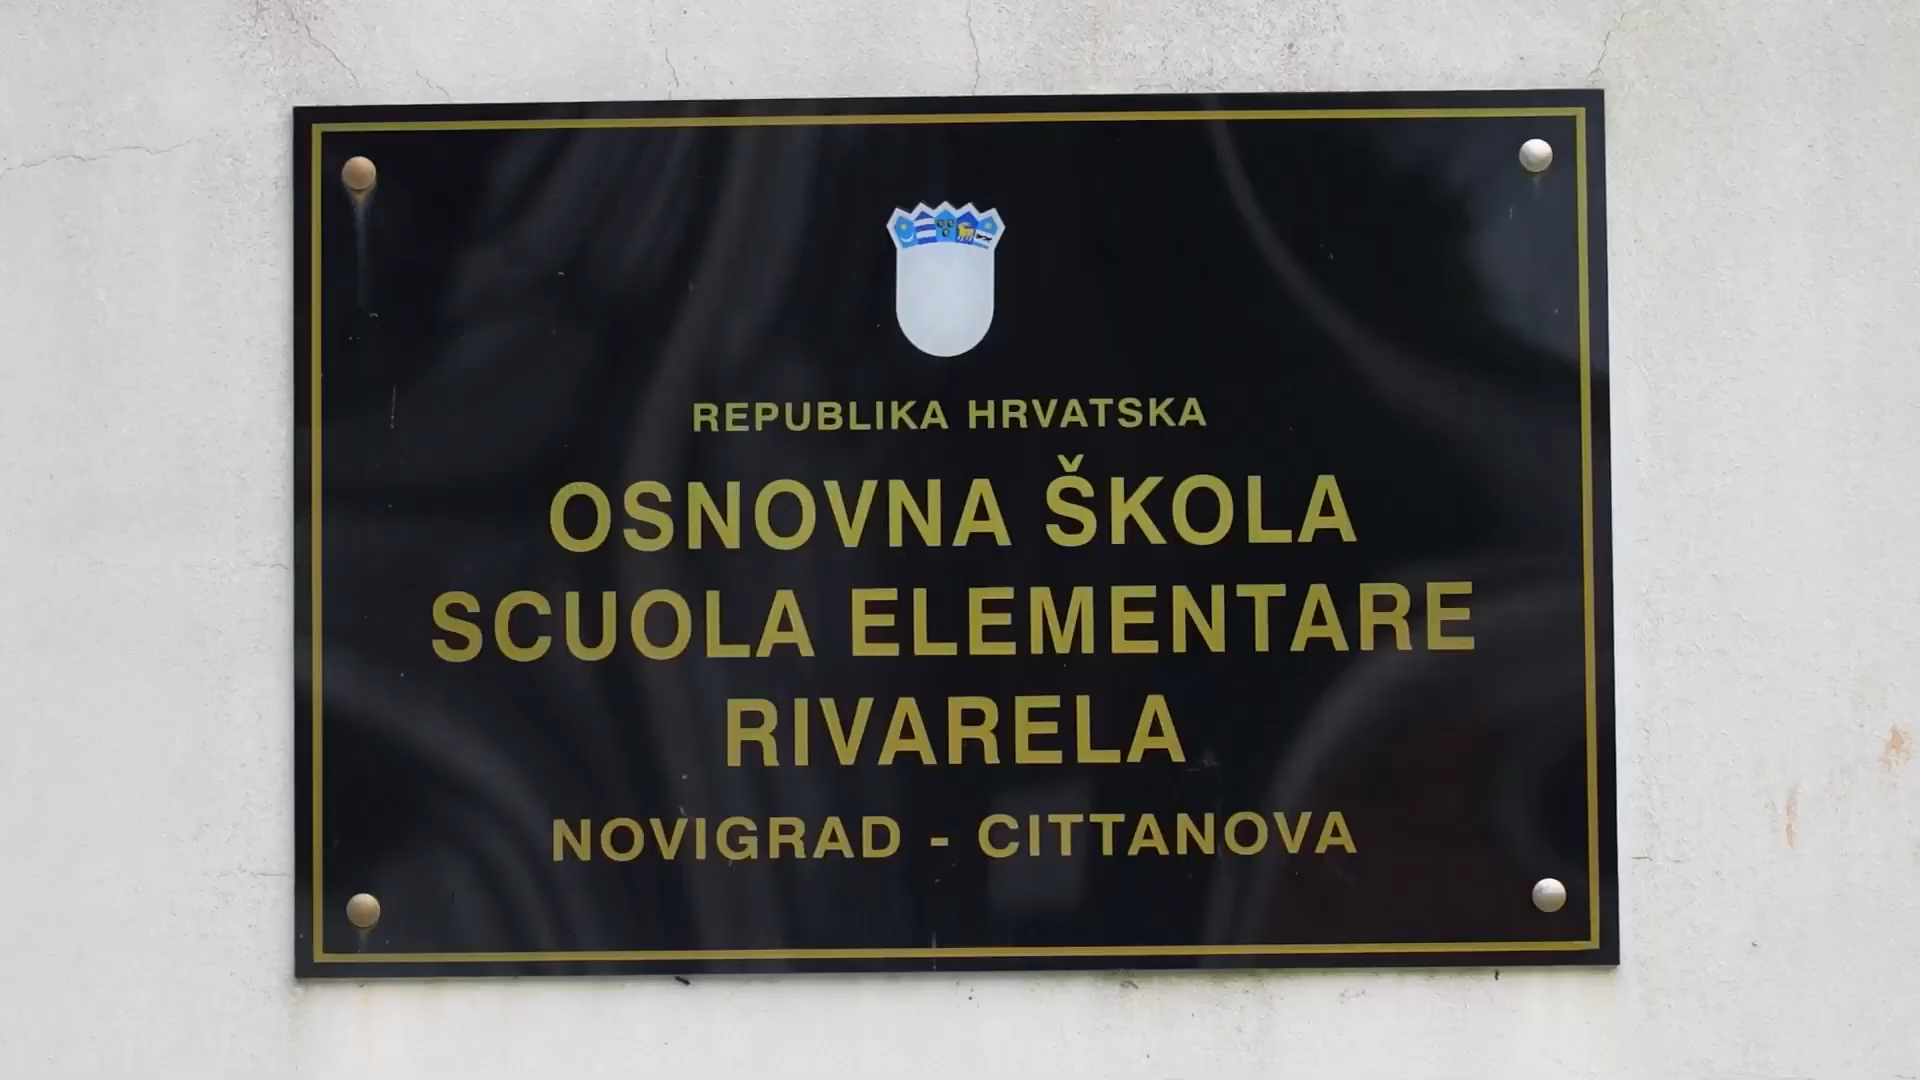 REPUBLIKA HRVATSKA
OSNOVNA ŠKOLA
SCUOLA ELEMENTARE
RIVARELA
NOVIGRAD - CITTANOVA